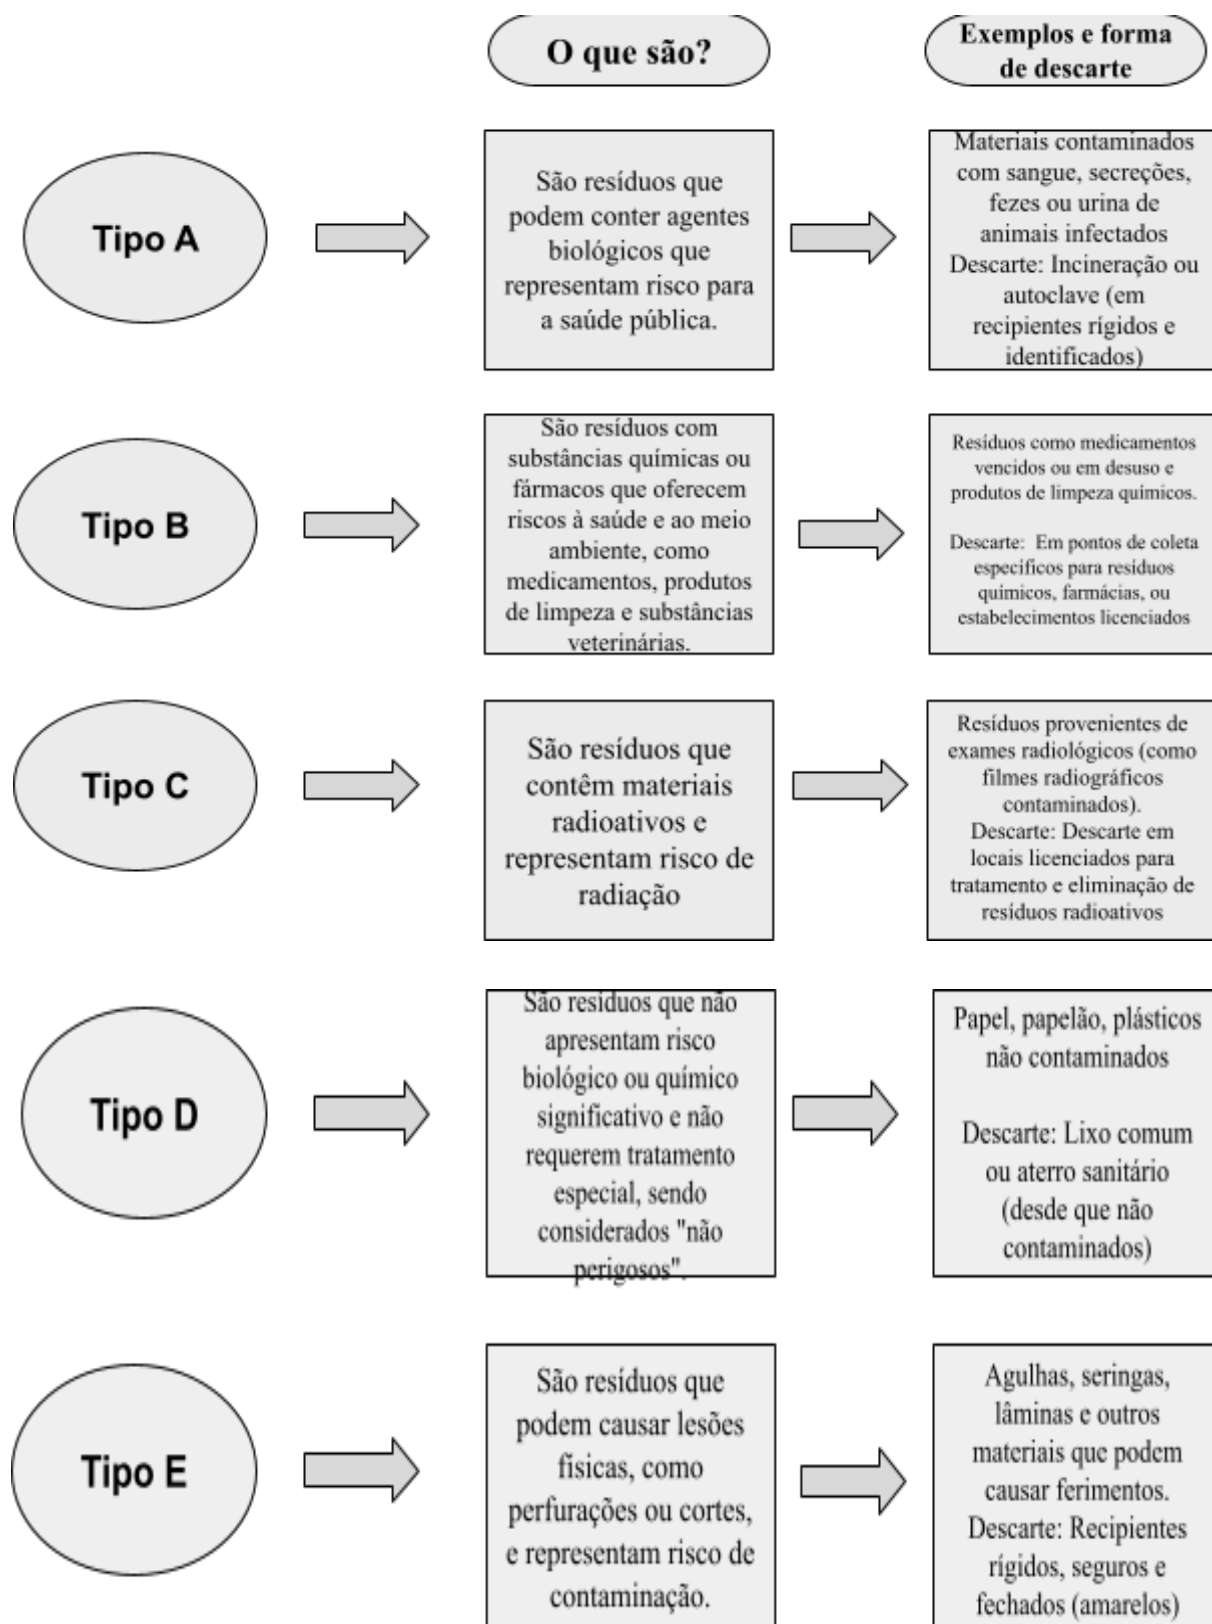 O que são?
Exemplos e forma
de descarte
Tipo A
São resíduos que
podem conter agentes
biológicos que
representam risco para
a saúde pública.
Materiais contaminados
com sangue, secreções,
fezes ou urina de
animais infectados
Descarte: Incineração ou
autoclave (em
recipientes rígidos e
identificados)
Tipo B
São resíduos com
substâncias químicas ou
fármacos que oferecem
riscos à saúde e ao meio
ambiente, como
medicamentos, produtos
de limpeza e substâncias
veterinárias.
Resíduos como medicamentos
vencidos ou em desuso e
produtos de limpeza químicos.
Descarte: Em pontos de coleta
específicos para resíduos
químicos, farmácias, ou
estabelecimentos licenciados
Tipo C
São resíduos que
contêm materiais
radioativos e
representam risco de
radiação
Resíduos provenientes de
exames radiológicos (como
filmes radiográficos
contaminados).
Descarte: Descarte em
locais licenciados para
tratamento e eliminação de
resíduos radioativos
Tipo D
São resíduos que não
apresentam risco
biológico ou químico
significativo e não
requerem tratamento
especial, sendo
considerados "não
perigosos".
Papel, papelão, plásticos
não contaminados
Descarte: Lixo comum
ou aterro sanitário
(desde que não
contaminados)
Tipo E
São resíduos que
podem causar lesões
físicas, como
perfurações ou cortes,
e representam risco de
contaminação.
Agulhas, seringas,
lâminas e outros
materiais que podem
causar ferimentos.
Descarte: Recipientes
rígidos, seguros e
fechados (amarelos)